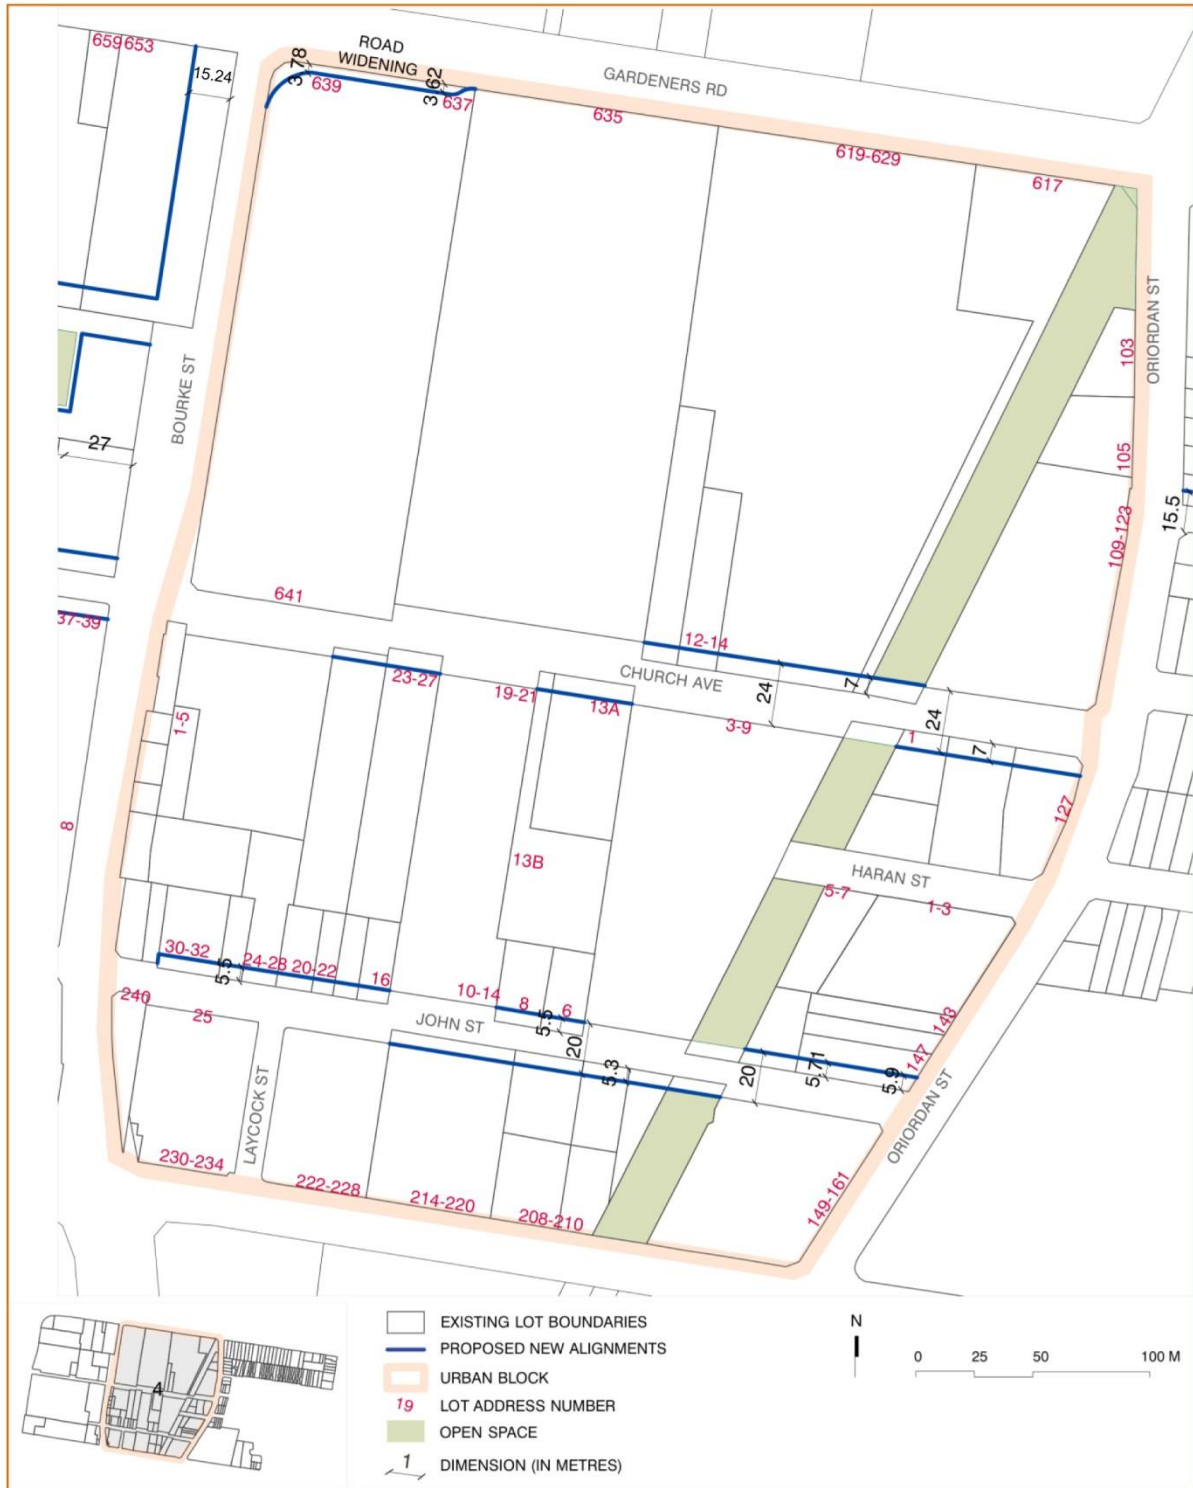 659 653
ROAD
WIDENING
3.78
15.24
639
3.62
637
GARDENERS RD
635
619-629
617
ORIORDAN ST
103
BOURKE ST
27
105
15.5
109-123
641
37-39
12-14
CHURCH AVE
23-27
19-21
13A
24
7
3-9
24
1
7
1-5
127
8
13B
HARAN ST
5-7
1-3
30-32
5.5
24-28
20-22
16
10-14
8
5.5
6
240
25
JOHN ST
20
5.3
20
5.71
5.9
143
147
ORIORDAN ST
LAYCOCK ST
230-234
222-228
214-220
208-210
149-161
4
EXISTING LOT BOUNDARIES
PROPOSED NEW ALIGNMENTS
URBAN BLOCK
19 LOT ADDRESS NUMBER
OPEN SPACE
1 DIMENSION (IN METRES)
N
0 25 50 100 M